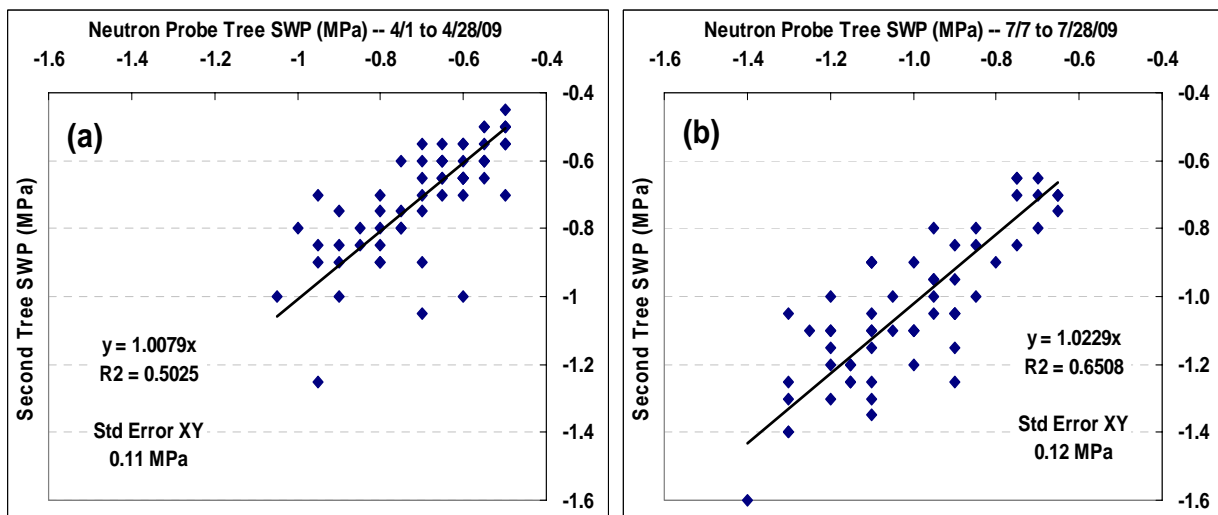 Neutron Probe Tree SWP (MPa) -- 4/1 to 4/28/09
-1.6 -1.4 -1.2 -1 -0.8 -0.6 -0.4
-0.4
-0.6
-0.8
-1
-1.2
-1.4
-1.6
Second Tree SWP (MPa)
(a)
y = 1.0079x
R2 = 0.5025
Std Error XY
0.11 MPa
Neutron Probe Tree SWP (MPa) -- 7/7 to 7/28/09
-1.6 -1.4 -1.2 -1.0 -0.8 -0.6 -0.4
-0.4
-0.6
-0.8
-1.0
-1.2
-1.4
-1.6
Second Tree SWP (MPa)
(b)
y = 1.0229x
R2 = 0.6508
Std Error XY
0.12 MPa